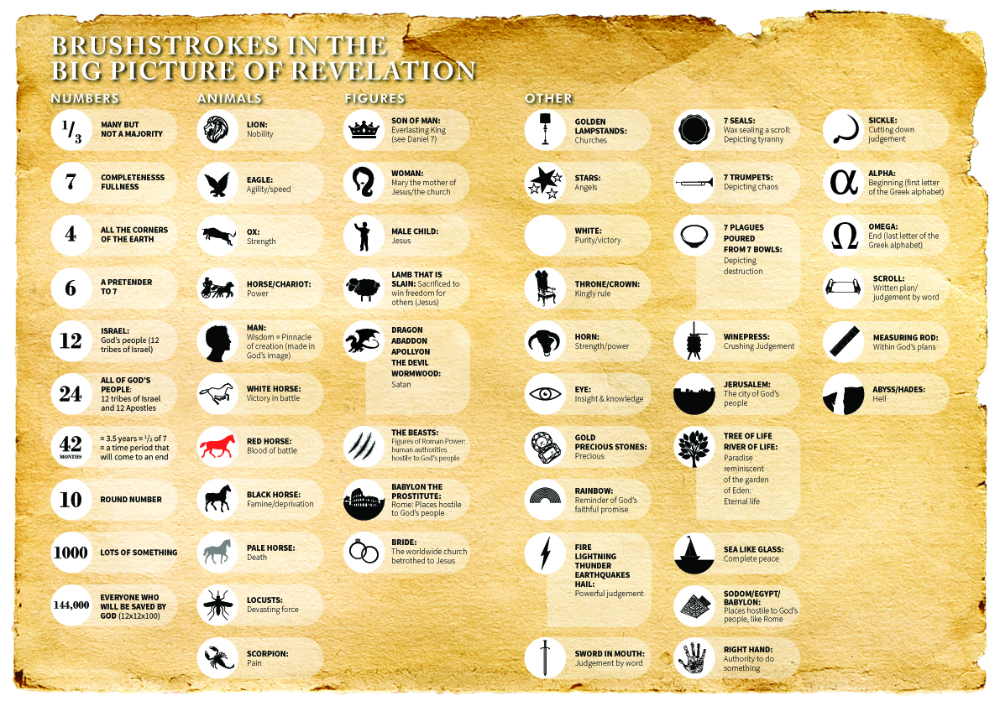 BRUSHSTROKES IN THE
BIG PICTURE OF REVELATION
NUMBERS
1/3
MANY BUT
NOT A MAJORITY
7
COMPLETENESSS
FULLNESS
4
ALL THE CORNERS
OF THE EARTH
6
A PRETENDER
TO 7
12
ISRAEL:
God's people (12
tribes of Israel)
24
ALL OF GOD'S
PEOPLE:
12 tribes of Israel
and 12 Apostles
42
MONTHS
= 3.5 years = 1/2 of 7
= a time period that
will come to an end
10
ROUND NUMBER
1000
LOTS OF SOMETHING
144,000
EVERYONE WHO
WILL BE SAVED BY
GOD (12x12x100)
ANIMALS
LION:
Nobility
EAGLE:
Agility/speed
OX:
Strength
HORSE/CHARIOT:
Power
MAN:
Wisdom = Pinnacle
of creation (made in
God's image)
WHITE HORSE:
Victory in battle
RED HORSE:
Blood of battle
BLACK HORSE:
Famine/deprivation
PALE HORSE:
Death
LOCUSTS:
Devasting force
SCORPION:
Pain
FIGURES
SON OF MAN:
Everlasting King
(see Daniel 7)
WOMAN:
Mary the mother of
Jesus/the church
MALE CHILD:
Jesus
LAMB THAT IS
SLAIN: Sacrificed to
win freedom for
others (Jesus)
DRAGON
ABADDON
APOLLYON
THE DEVIL
WORMWOOD:
Satan
THE BEASTS:
Figures of Roman Power:
human authorities
hostile to God's people
BABYLON THE
PROSTITUTE:
Rome: Places hostile
to God's people
BRIDE:
The worldwide church
betrothed to Jesus
OTHER
GOLDEN
LAMPSTANDS:
Churches
STARS:
Angels
WHITE:
Purity/victory
THRONE/CROWN:
Kingly rule
HORN:
Strength/power
EYE:
Insight & knowledge
GOLD
PRECIOUS STONES:
Precious
RAINBOW:
Reminder of God's
faithful promise
FIRE
LIGHTNING
THUNDER
EARTHQUAKES
HAIL:
Powerful judgement
SWORD IN MOUTH:
Judgement by word
7 SEALS:
Wax sealing a scroll:
Depicting tyranny
7 TRUMPETS:
Depicting chaos
7 PLAGUES
POURED
FROM 7 BOWLS:
Depicting
destruction
WINEPRESS:
Crushing Judgement
JERUSALEM:
The city of God's
people
TREE OF LIFE
RIVER OF LIFE:
Paradise
reminiscent
of the garden
of Eden:
Eternal life
SEA LIKE GLASS:
Complete peace
SODOM/EGYPT/
BABYLON:
Places hostile to God's
people, like Rome
RIGHT HAND:
Authority to do
something
SICKLE:
Cutting down
judgement
α
ALPHA:
Beginning (first letter
of the Greek alphabet)
Ω
OMEGA:
End (last letter of the
Greek alphabet)
SCROLL:
Written plan/
judgement by word
MEASURING ROD:
Within God's plans
ABYSS/HADES:
Hell